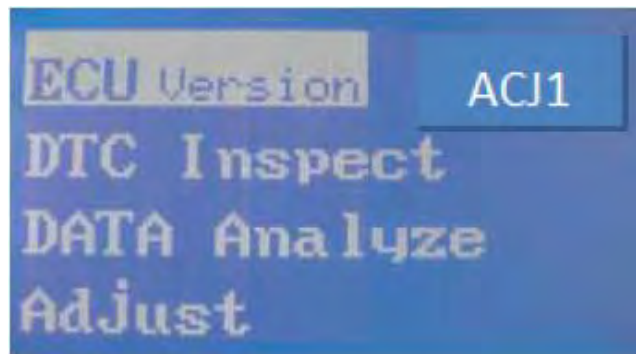 ECU Version ACJ1
DTC Inspect
DATA Analyze
Adjust